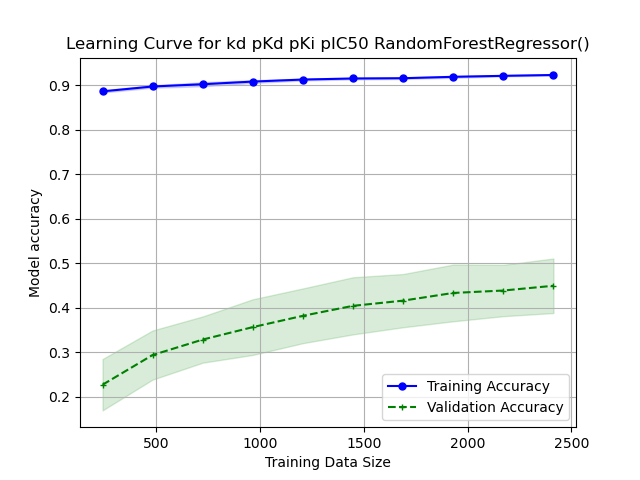 Learning Curve for kd pKd pKi pIC50 RandomForestRegressor()
Model accuracy
0.9
0.8
0.7
0.6
0.5
0.4
0.3
0.2
Training Accuracy
Validation Accuracy
500
1000
1500
2000
2500
Training Data Size